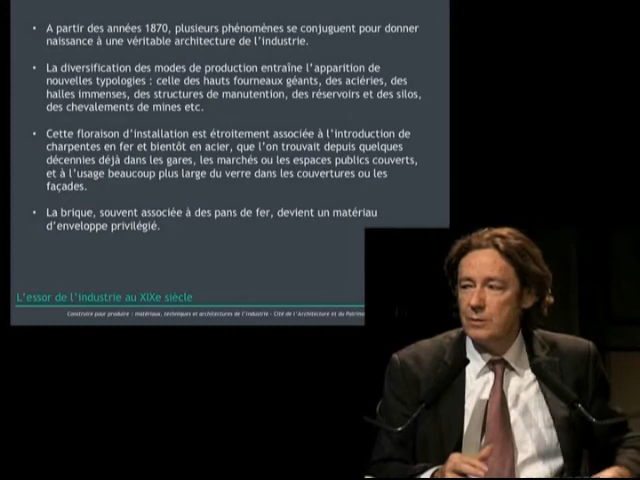 • A partir des années 1870, plusieurs phénomènes se conjuguent pour donner
naissance à une véritable architecture de l'industrie.
• La diversification des modes de production entraîne l'apparition de
nouvelles typologies : celle des hauts fourneaux géants, des aciéries, des
halles immenses, des structures de manutention, des réservoirs et des silos,
des chevalements de mines etc.
• Cette floraison d'installation est étroitement associée à l'introduction de
charpentes en fer et bientôt en acier, que l'on trouvait depuis quelques
décennies déjà dans les gares, les marchés ou les espaces publics couverts,
et à l'usage beaucoup plus large du verre dans les couvertures ou les
façades.
• La brique, souvent associée à des pans de fer, devient un matériau
d'enveloppe privilégié.
L'essor de l'industrie au XIXe siècle
Construire pour produire : matériaux, techniques et architectures de l'industrie - Cité de l'Architecture et du Patrim